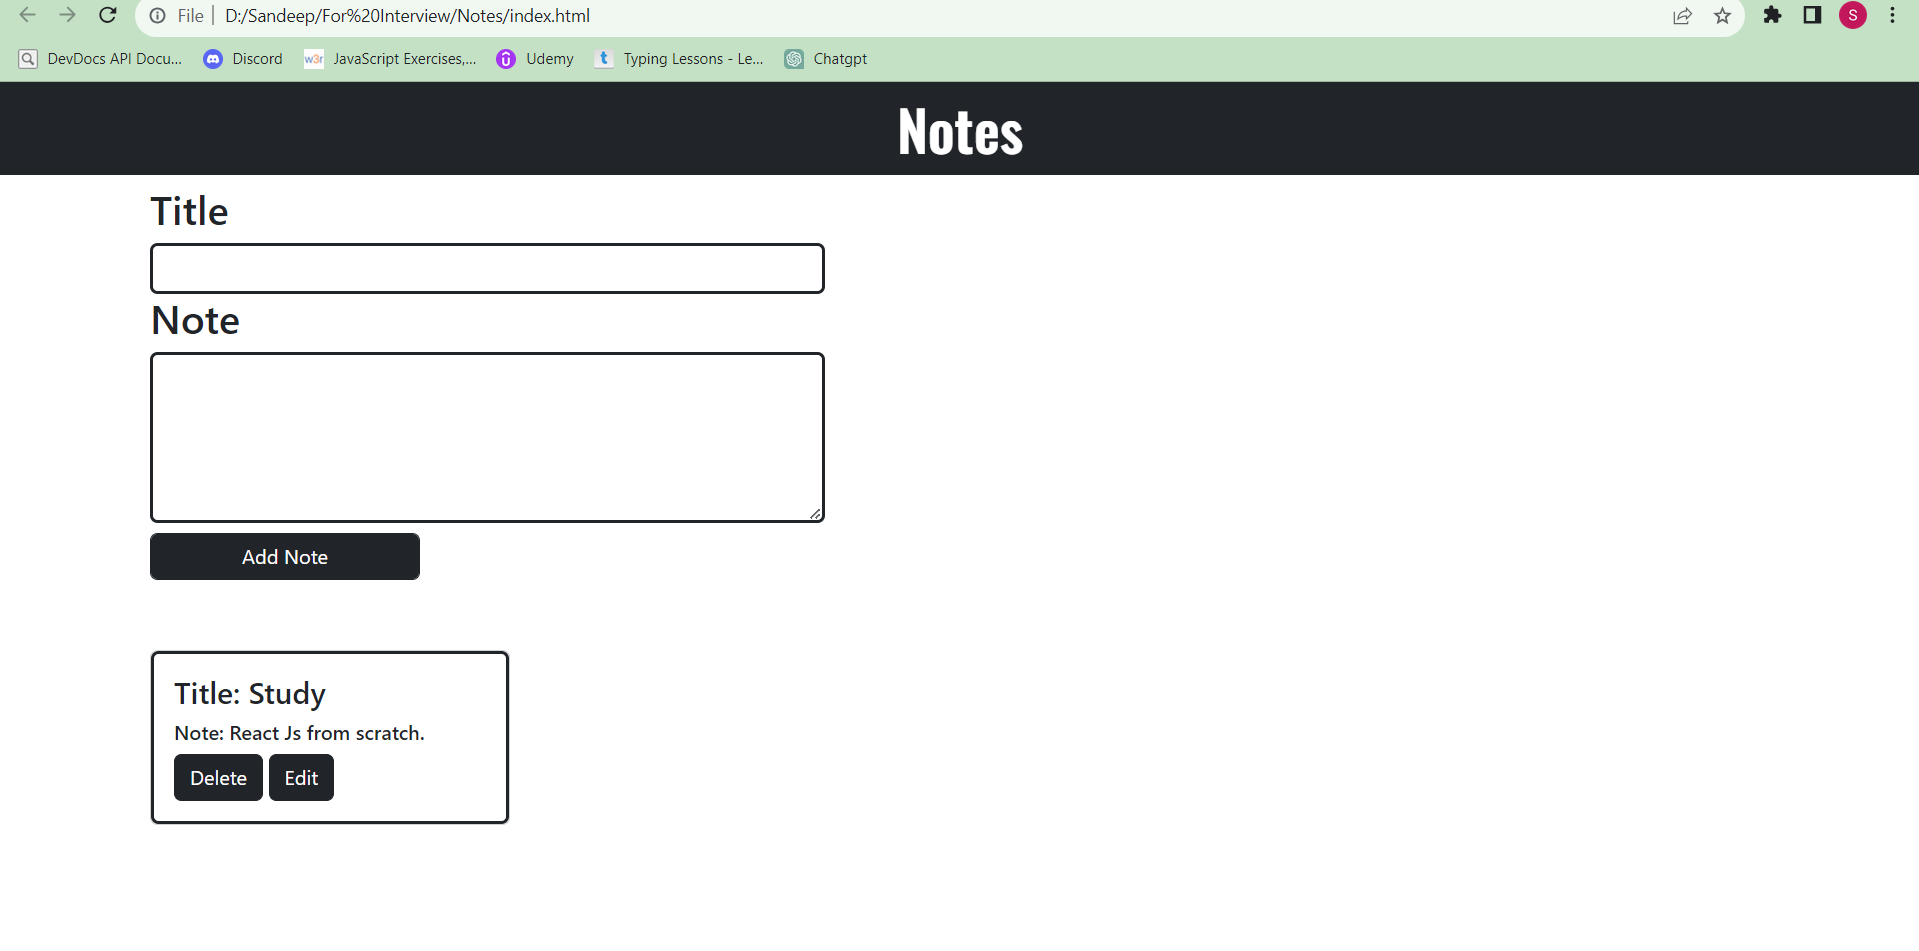 File | D:/Sandeep/For%20Interview/Notes/index.html
S
DevDocs API Docu... Discord w3r JavaScript Exercises,... Udemy t Typing Lessons - Le... Chatgpt
Notes
Title
Note
Add Note
Title: Study
Note: React Js from scratch.
Delete Edit